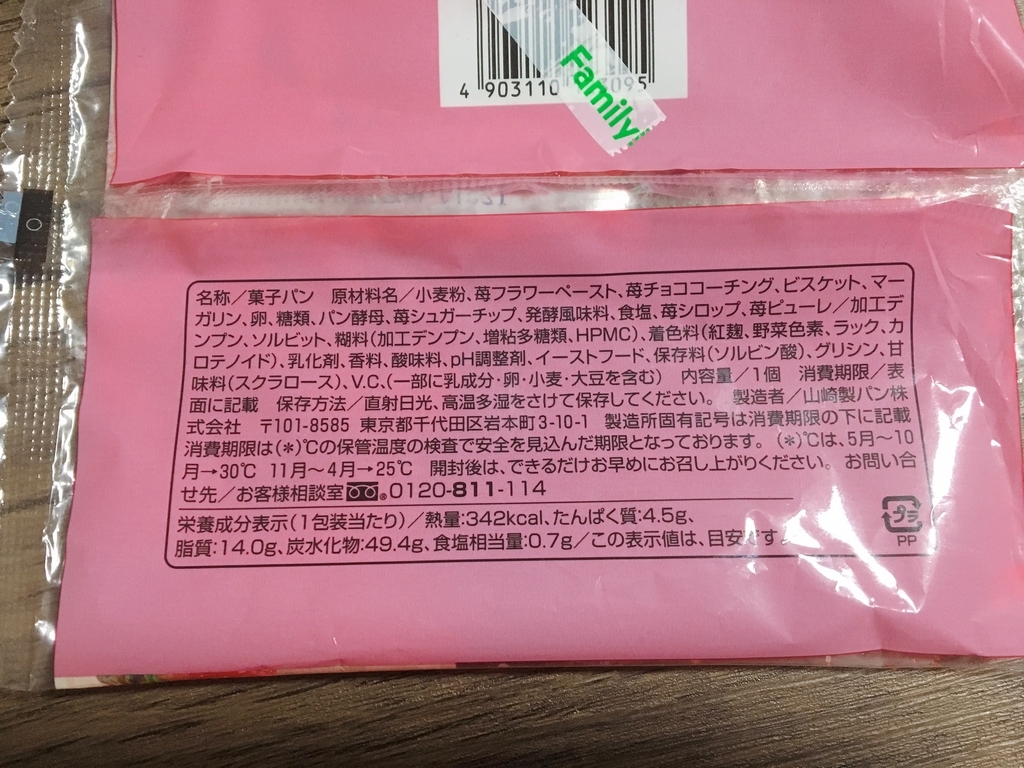 4 903110 3095
Family
名称／菓子パン 原材料名／小麦粉、苺フラワーペースト、苺チョココーチング、ビスケット、マー
ガリン、卵、糖類、パン酵母、苺シュガーチップ、発酵風味料、食塩、苺シロップ、苺ピューレ／加工デ
ンプン、ソルビット、糊料(加工デンプン、増粘多糖類、HPMC)、着色料(紅麹、野菜色素、ラック、カ
ロテノイド)、乳化剤、香料、酸味料、pH調整剤、イーストフード、保存料(ソルビン酸)、グリシン、甘
味料(スクラロース)、V.C.(一部に乳成分・卵・小麦・大豆を含む) 内容量／1個 消費期限／表
面に記載 保存方法／直射日光、高温多湿をさけて保存してください。 製造者／山崎製パン株
式会社 〒101-8585 東京都千代田区岩本町3-10-1 製造所固有記号は消費期限の下に記載
消費期限は(＊)℃の保管温度の検査で安全を見込んだ期限となっております。(＊)℃は、5月〜10
月→30℃ 11月〜4月→25℃ 開封後は、できるだけお早めにお召し上がりください。 お問い合
せ先／お客様相談室 ® 0120-811-114
栄養成分表示(1包装当たり)／熱量:342kcal、たんぱく質:4.5g、
脂質:14.0g、炭水化物:49.4g、食塩相当量:0.7g／この表示値は、目安です。
プラ
PP